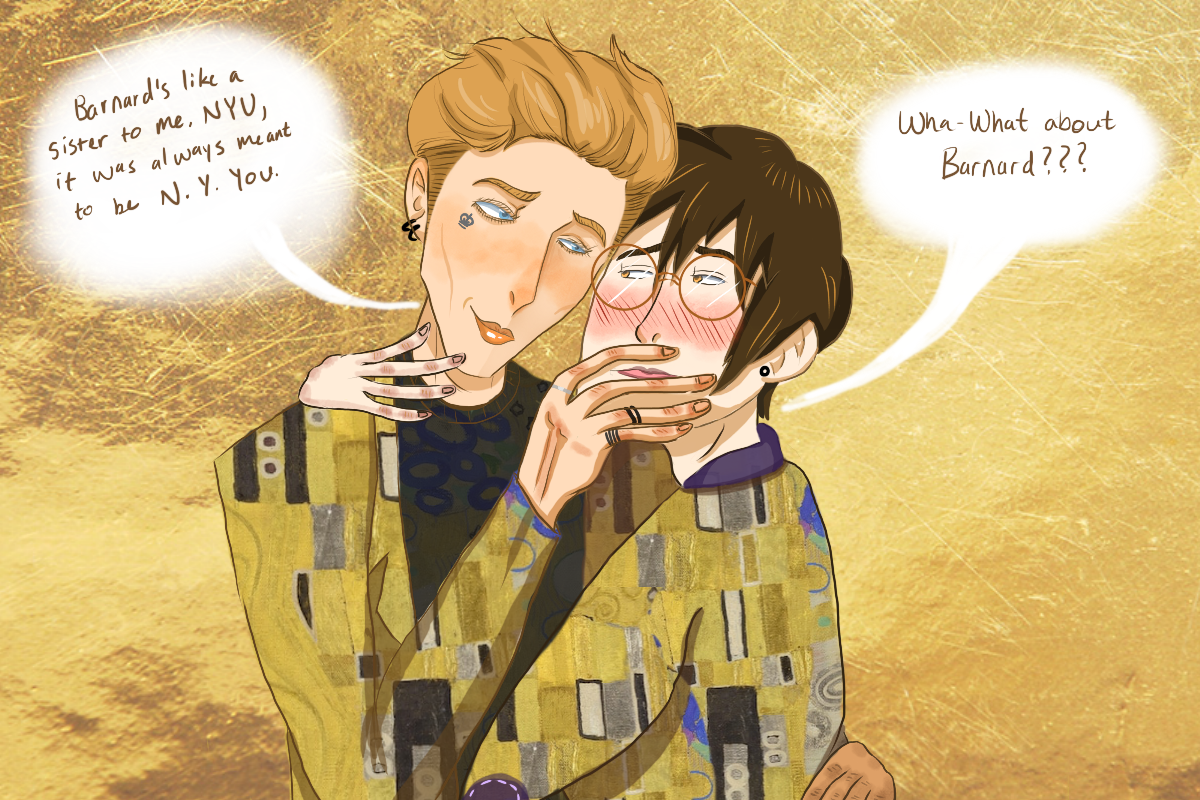 Barnard's like a
sister to me. NYU,
it was always meant
to be N. Y. You.
Wha-What about
Barnard???